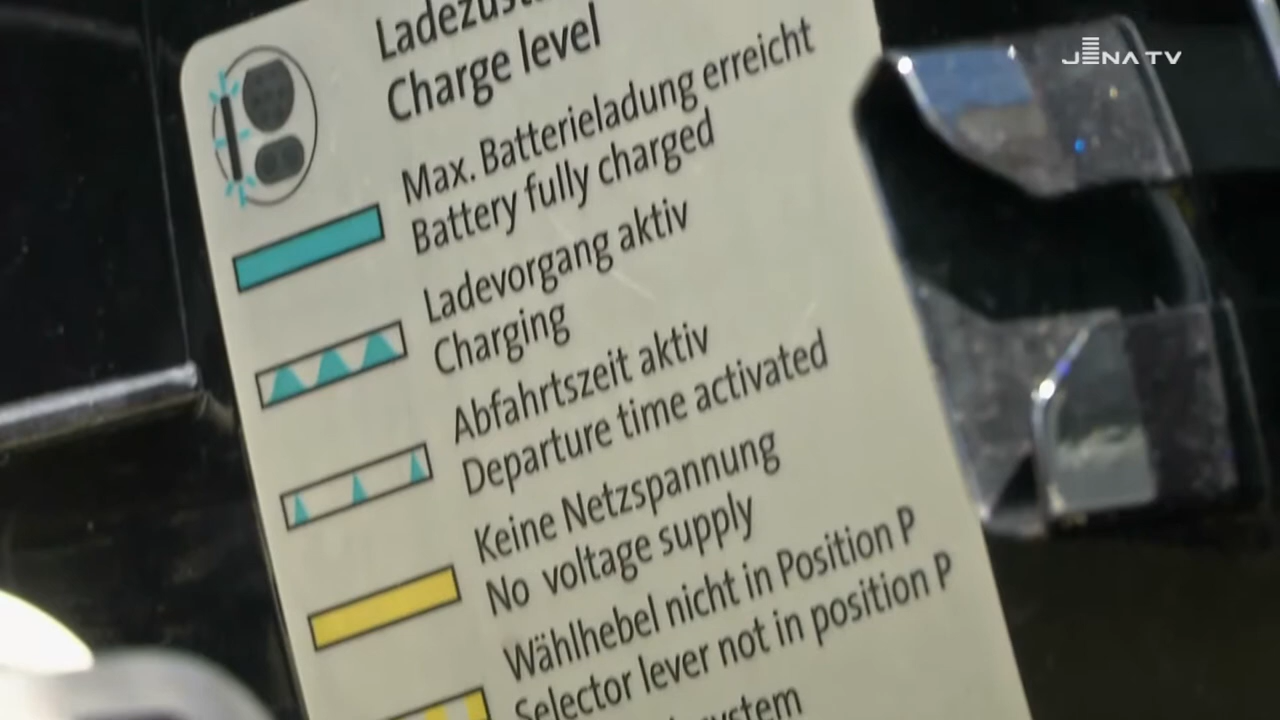 JENA TV
Charge level
Max. Batterieladung erreicht
Battery fully charged
Ladevorgang aktiv
Charging
Abfahrtszeit aktiv
Departure time activated
Keine Netzspannung
No voltage supply
Wählhebel nicht in Position P
Selector lever not in position P